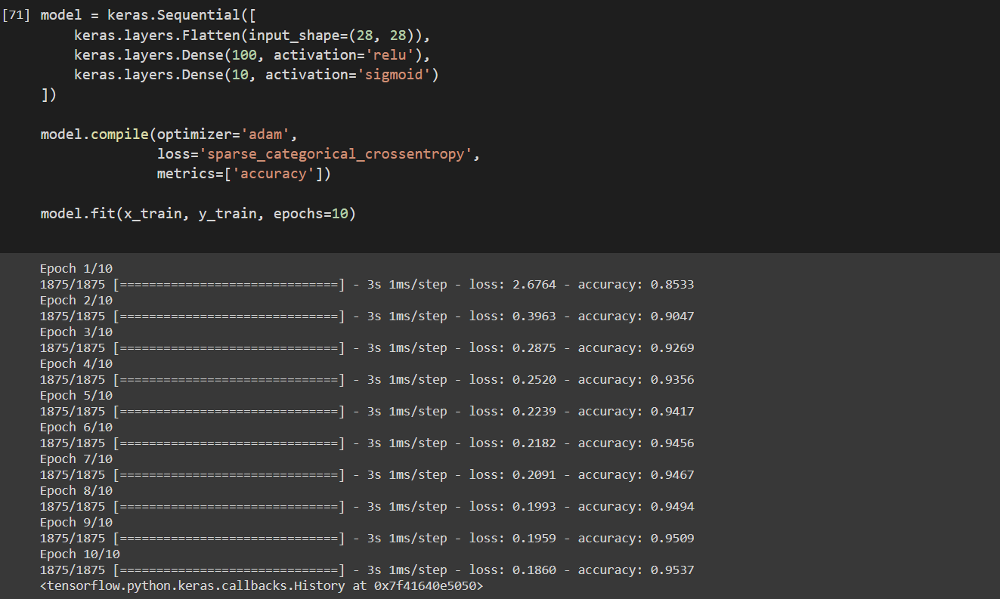 [71] model = keras.Sequential([
    keras.layers.Flatten(input_shape=(28, 28)),
    keras.layers.Dense(100, activation='relu'),
    keras.layers.Dense(10, activation='sigmoid')
])

model.compile(optimizer='adam',
              loss='sparse_categorical_crossentropy',
              metrics=['accuracy'])

model.fit(x_train, y_train, epochs=10)

Epoch 1/10
1875/1875 [==============================] - 3s 1ms/step - loss: 2.6764 - accuracy: 0.8533
Epoch 2/10
1875/1875 [==============================] - 3s 1ms/step - loss: 0.3963 - accuracy: 0.9047
Epoch 3/10
1875/1875 [==============================] - 3s 1ms/step - loss: 0.2875 - accuracy: 0.9269
Epoch 4/10
1875/1875 [==============================] - 3s 1ms/step - loss: 0.2520 - accuracy: 0.9356
Epoch 5/10
1875/1875 [==============================] - 3s 1ms/step - loss: 0.2239 - accuracy: 0.9417
Epoch 6/10
1875/1875 [==============================] - 3s 1ms/step - loss: 0.2182 - accuracy: 0.9456
Epoch 7/10
1875/1875 [==============================] - 3s 1ms/step - loss: 0.2091 - accuracy: 0.9467
Epoch 8/10
1875/1875 [==============================] - 3s 1ms/step - loss: 0.1993 - accuracy: 0.9494
Epoch 9/10
1875/1875 [==============================] - 3s 1ms/step - loss: 0.1959 - accuracy: 0.9509
Epoch 10/10
1875/1875 [==============================] - 3s 1ms/step - loss: 0.1860 - accuracy: 0.9537
<tensorflow.python.keras.callbacks.History at 0x7f41640e5050>